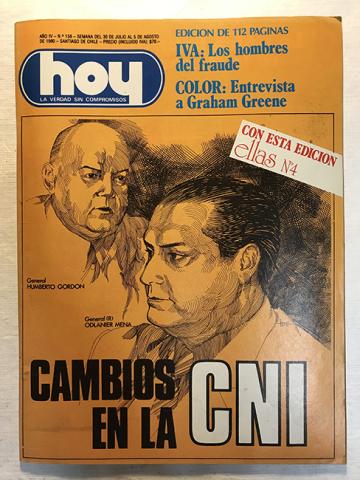 AÑO IV – Nº 158 – SEMANA DEL 30 DE JULIO AL 5 DE AGOSTO
DE 1980 – SANTIAGO DE CHILE – PRECIO (INCLUIDO IVA) $70.–
hoy
LA VERDAD SIN COMPROMISOS
EDICION DE 112 PAGINAS
IVA: Los hombres
del fraude
COLOR: Entrevista
a Graham Greene
CON ESTA EDICION
ellas Nº4
General
HUMBERTO GORDON
General (R)
ODLANIER MENA
CAMBIOS
EN LA CNI